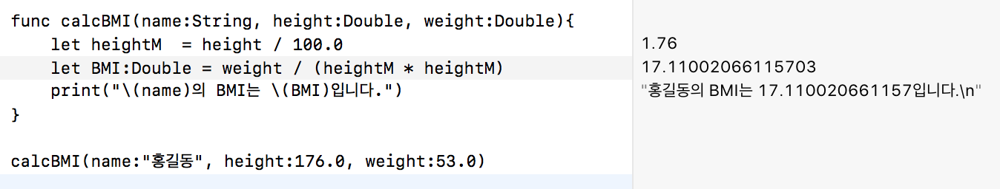 func calcBMI(name:String, height:Double, weight:Double){
let heightM  = height / 100.0
1.76
let BMI:Double = weight / (heightM * heightM)
17.11002066115703
print("\(name)의 BMI는 \(BMI)입니다.")
"홍길동의 BMI는 17.110020661157입니다.\n"
}
calcBMI(name:"홍길동", height:176.0, weight:53.0)